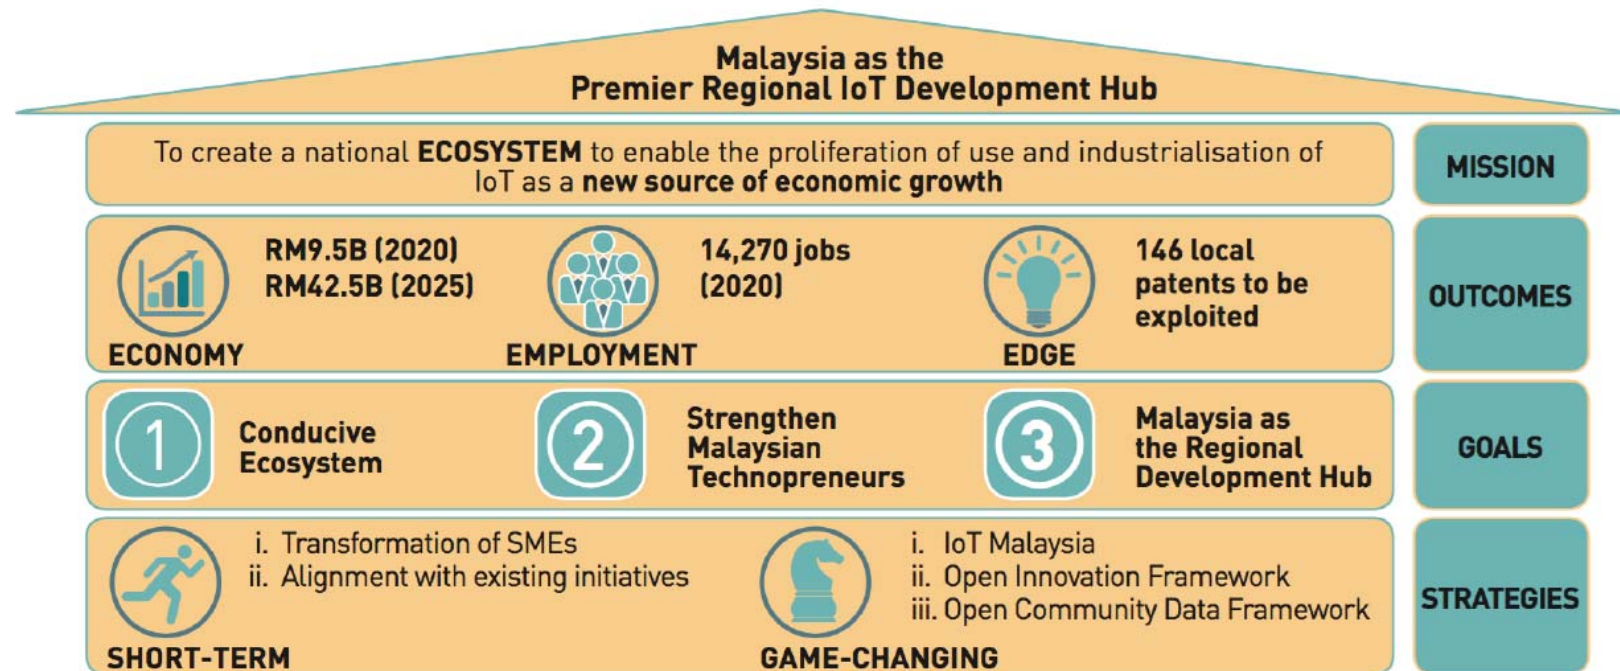 Malaysia as the
Premier Regional IoT Development Hub
To create a national ECOSYSTEM to enable the proliferation of use and industrialisation of
IoT as a new source of economic growth
MISSION
RM9.5B (2020)
RM42.5B (2025)
ECONOMY
14,270 jobs
(2020)
EMPLOYMENT
146 local
patents to be
exploited
EDGE
OUTCOMES
1
Conducive
Ecosystem
2
Strengthen
Malaysian
Technopreneurs
3
Malaysia as
the Regional
Development Hub
GOALS
i. Transformation of SMEs
ii. Alignment with existing initiatives
SHORT-TERM
i. IoT Malaysia
ii. Open Innovation Framework
iii. Open Community Data Framework
GAME-CHANGING
STRATEGIES